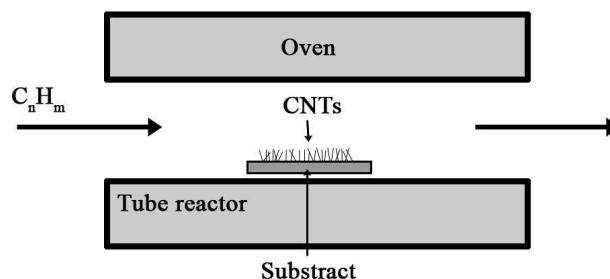 Oven
CₙHₘ
CNTs
Tube reactor
Substract